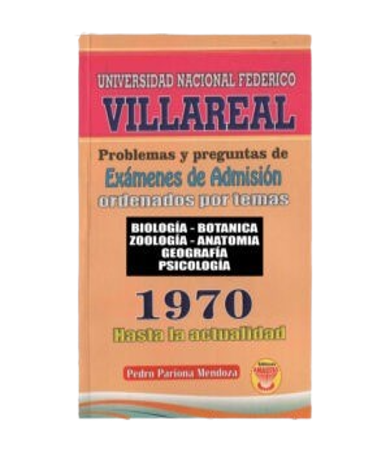 UNIVERSIDAD NACIONAL FEDERICO
VILLAREAL
Problemas y preguntas de
Exámenes de Admisión
ordenados por temas
BIOLOGÍA - BOTANICA
ZOOLOGÍA - ANATOMIA
GEOGRAFÍA
PSICOLOGÍA
1970
Hasta la actualidad
Pedro Pariona Mendoza